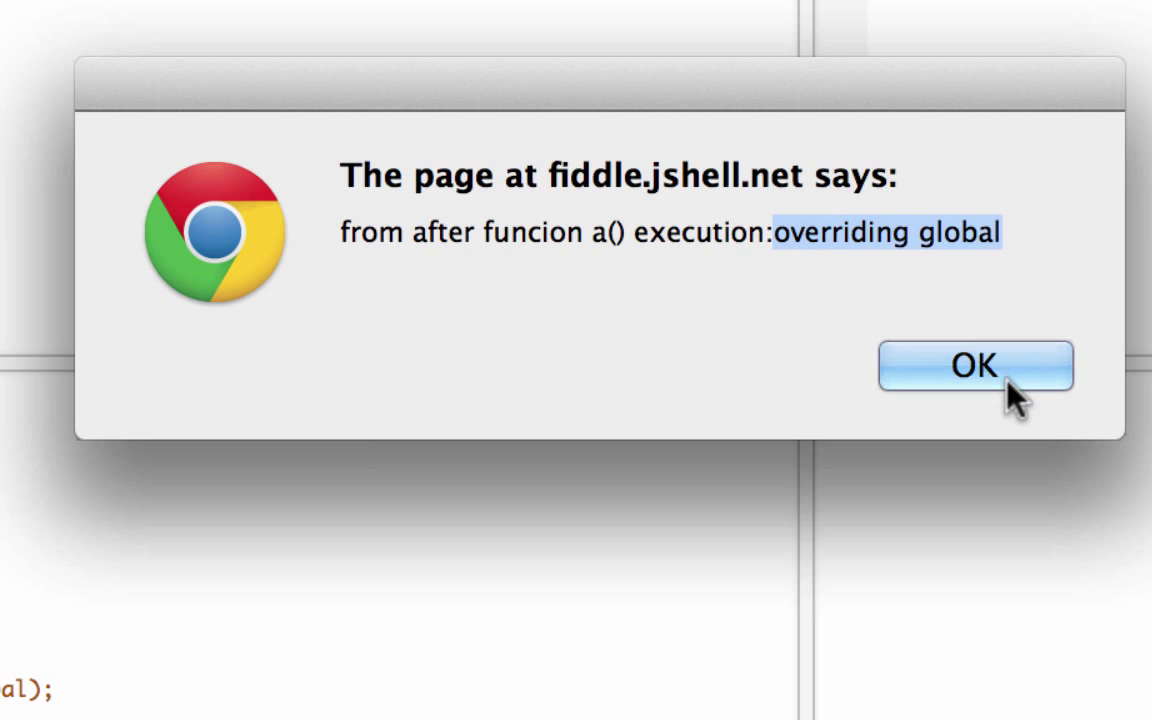 The page at fiddle.jshell.net says:
from after funcion a() execution:overriding global
OK
al);